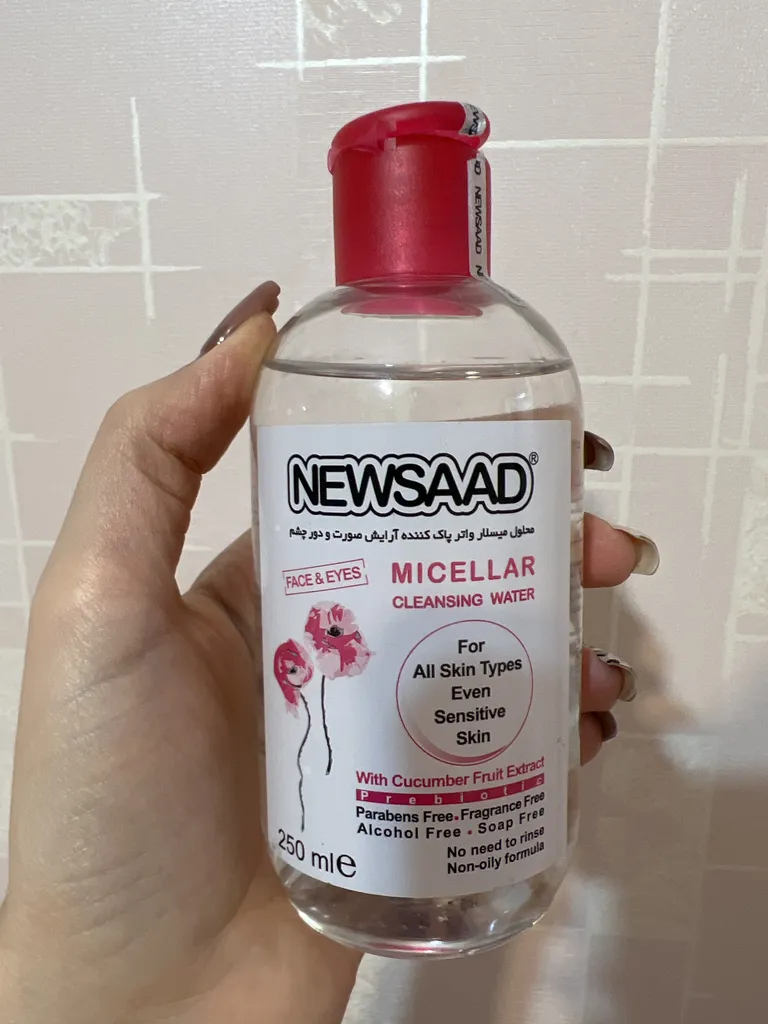 NEWSAAD
NEWSAAD®
محلول میسلار واتر پاک کننده آرایش صورت و دور چشم
FACE & EYES
MICELLAR
CLEANSING WATER
For
All Skin Types
Even
Sensitive
Skin
With Cucumber Fruit Extract
Prebiotic
Parabens Free•Fragrance Free
Alcohol Free • Soap Free
No need to rinse
Non-oily formula
250 ml℮